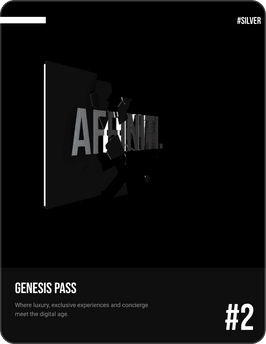 #SILVER
GENESIS PASS
Where luxury, exclusive experiences and concierge
meet the digital age.
#2